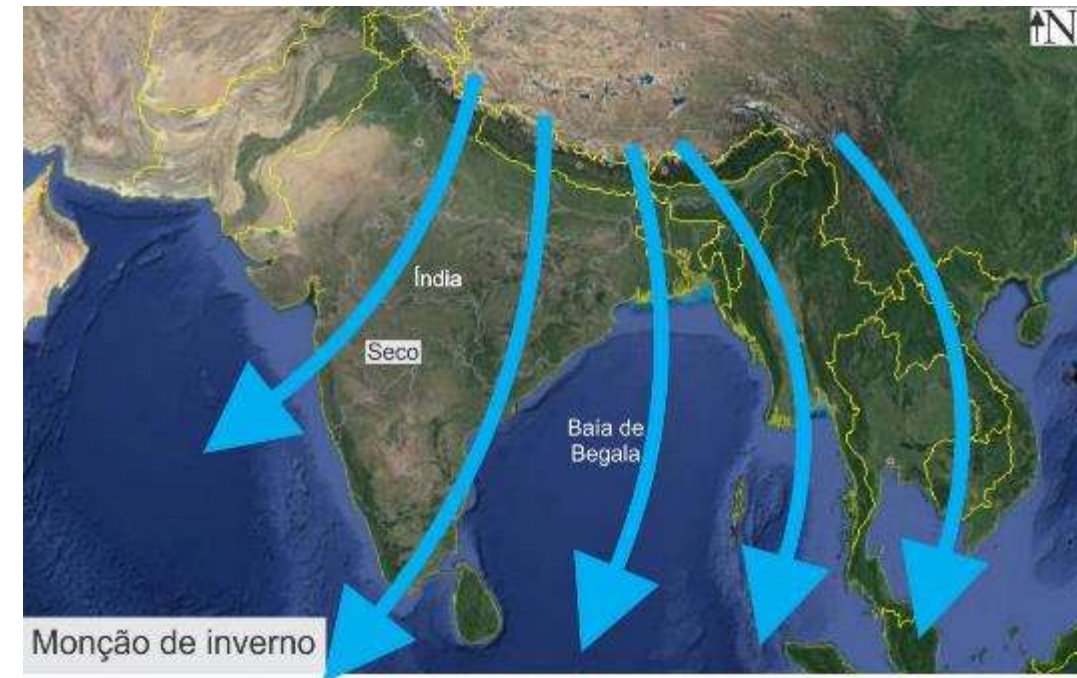 N
Índia
Seco
Baia de
Begala
Monção de inverno